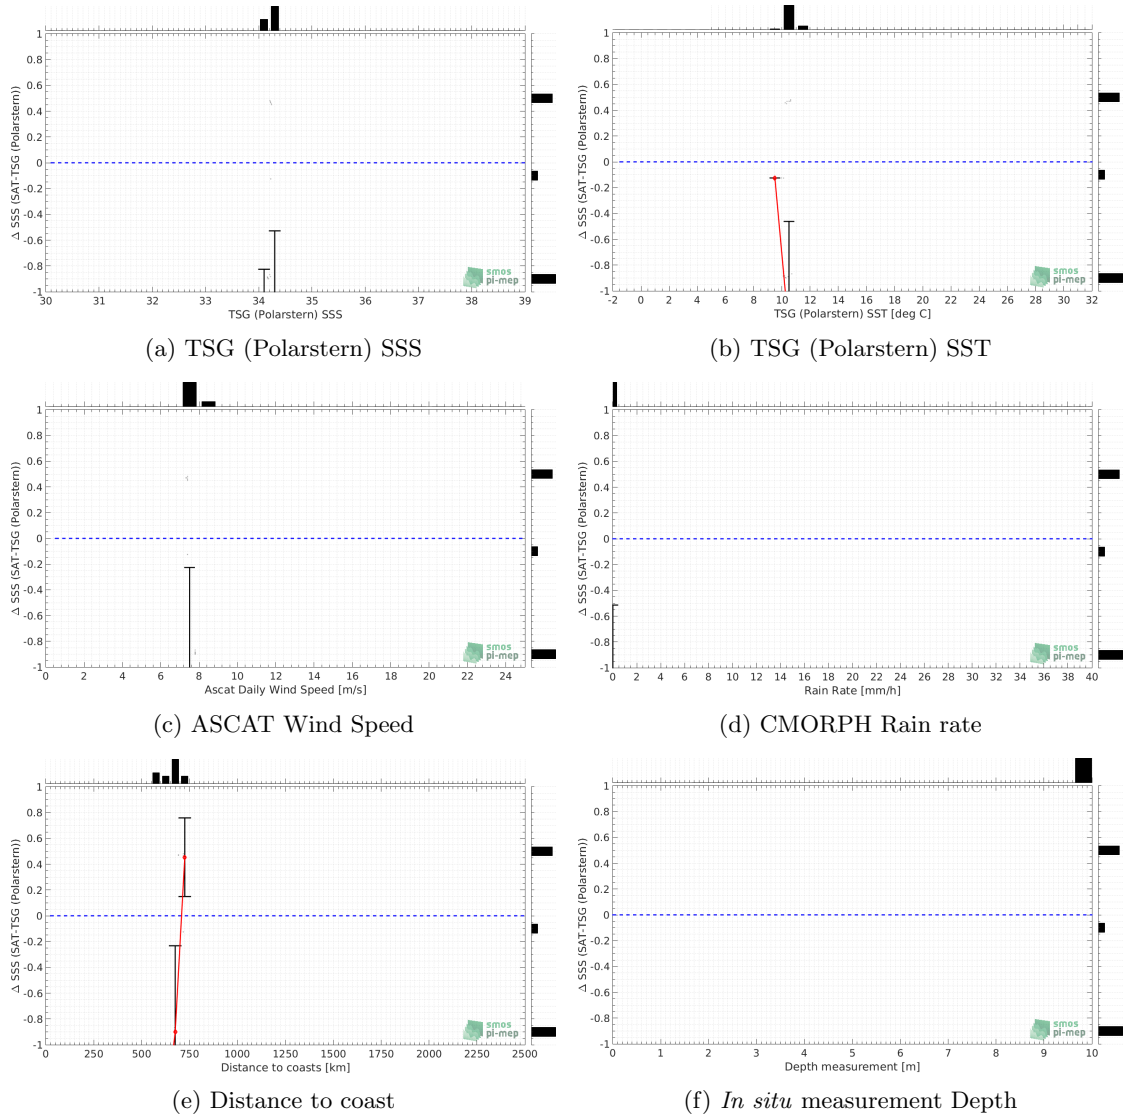 1
0.8
0.6
0.4
0.2
0
-0.2
-0.4
-0.6
-0.8
-1
Δ SSS (SAT-TSG (Polarstern))
smos
pi-mep
30 31 32 33 34 35 36 37 38 39
TSG (Polarstern) SSS
(a) TSG (Polarstern) SSS
1
0.8
0.6
0.4
0.2
0
-0.2
-0.4
-0.6
-0.8
-1
Δ SSS (SAT-TSG (Polarstern))
smos
pi-mep
-2 0 2 4 6 8 10 12 14 16 18 20 22 24 26 28 30 32
TSG (Polarstern) SST [deg C]
(b) TSG (Polarstern) SST
1
0.8
0.6
0.4
0.2
0
-0.2
-0.4
-0.6
-0.8
-1
Δ SSS (SAT-TSG (Polarstern))
smos
pi-mep
0 2 4 6 8 10 12 14 16 18 20 22 24
Ascat Daily Wind Speed [m/s]
(c) ASCAT Wind Speed
1
0.8
0.6
0.4
0.2
0
-0.2
-0.4
-0.6
-0.8
-1
Δ SSS (SAT-TSG (Polarstern))
smos
pi-mep
0 2 4 6 8 10 12 14 16 18 20 22 24 26 28 30 32 34 36 38 40
Rain Rate [mm/h]
(d) CMORPH Rain rate
1
0.8
0.6
0.4
0.2
0
-0.2
-0.4
-0.6
-0.8
-1
Δ SSS (SAT-TSG (Polarstern))
smos
pi-mep
0 250 500 750 1000 1250 1500 1750 2000 2250 2500
Distance to coasts [km]
(e) Distance to coast
1
0.8
0.6
0.4
0.2
0
-0.2
-0.4
-0.6
-0.8
-1
Δ SSS (SAT-TSG (Polarstern))
smos
pi-mep
0 1 2 3 4 5 6 7 8 9 10
Depth measurement [m]
(f) In situ measurement Depth